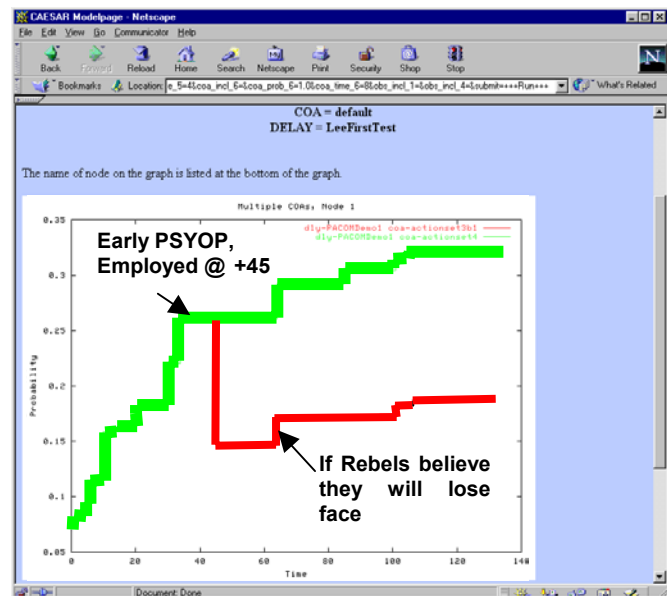 CAESAR Modelpage - Netscape
File Edit View Go Communicator Help
Back Forward Reload Home Search Netscape Print Security Shop Stop
N
Bookmarks Location: e_5=4&coa_incl_6=&coa_prob_6=1.0&coa_time_6=8&obs_incl_1=&obs_incl_4=&submit=+++Run+++ What's Related
COA = default
DELAY = LeeFirstTest
The name of node on the graph is listed at the bottom of the graph.
Multiple COAs, Node 1
dly-PACOMDemo1 coa-actionset3b1
dly-PACOMDemo1 coa-actionset4
Early PSYOP,
Employed @ +45
0.35
0.3
0.25
0.2
0.15
0.1
0.05
Probability
If Rebels believe
they will lose
face
0 20 40 60 80 100 120 140
Time
Document: Done